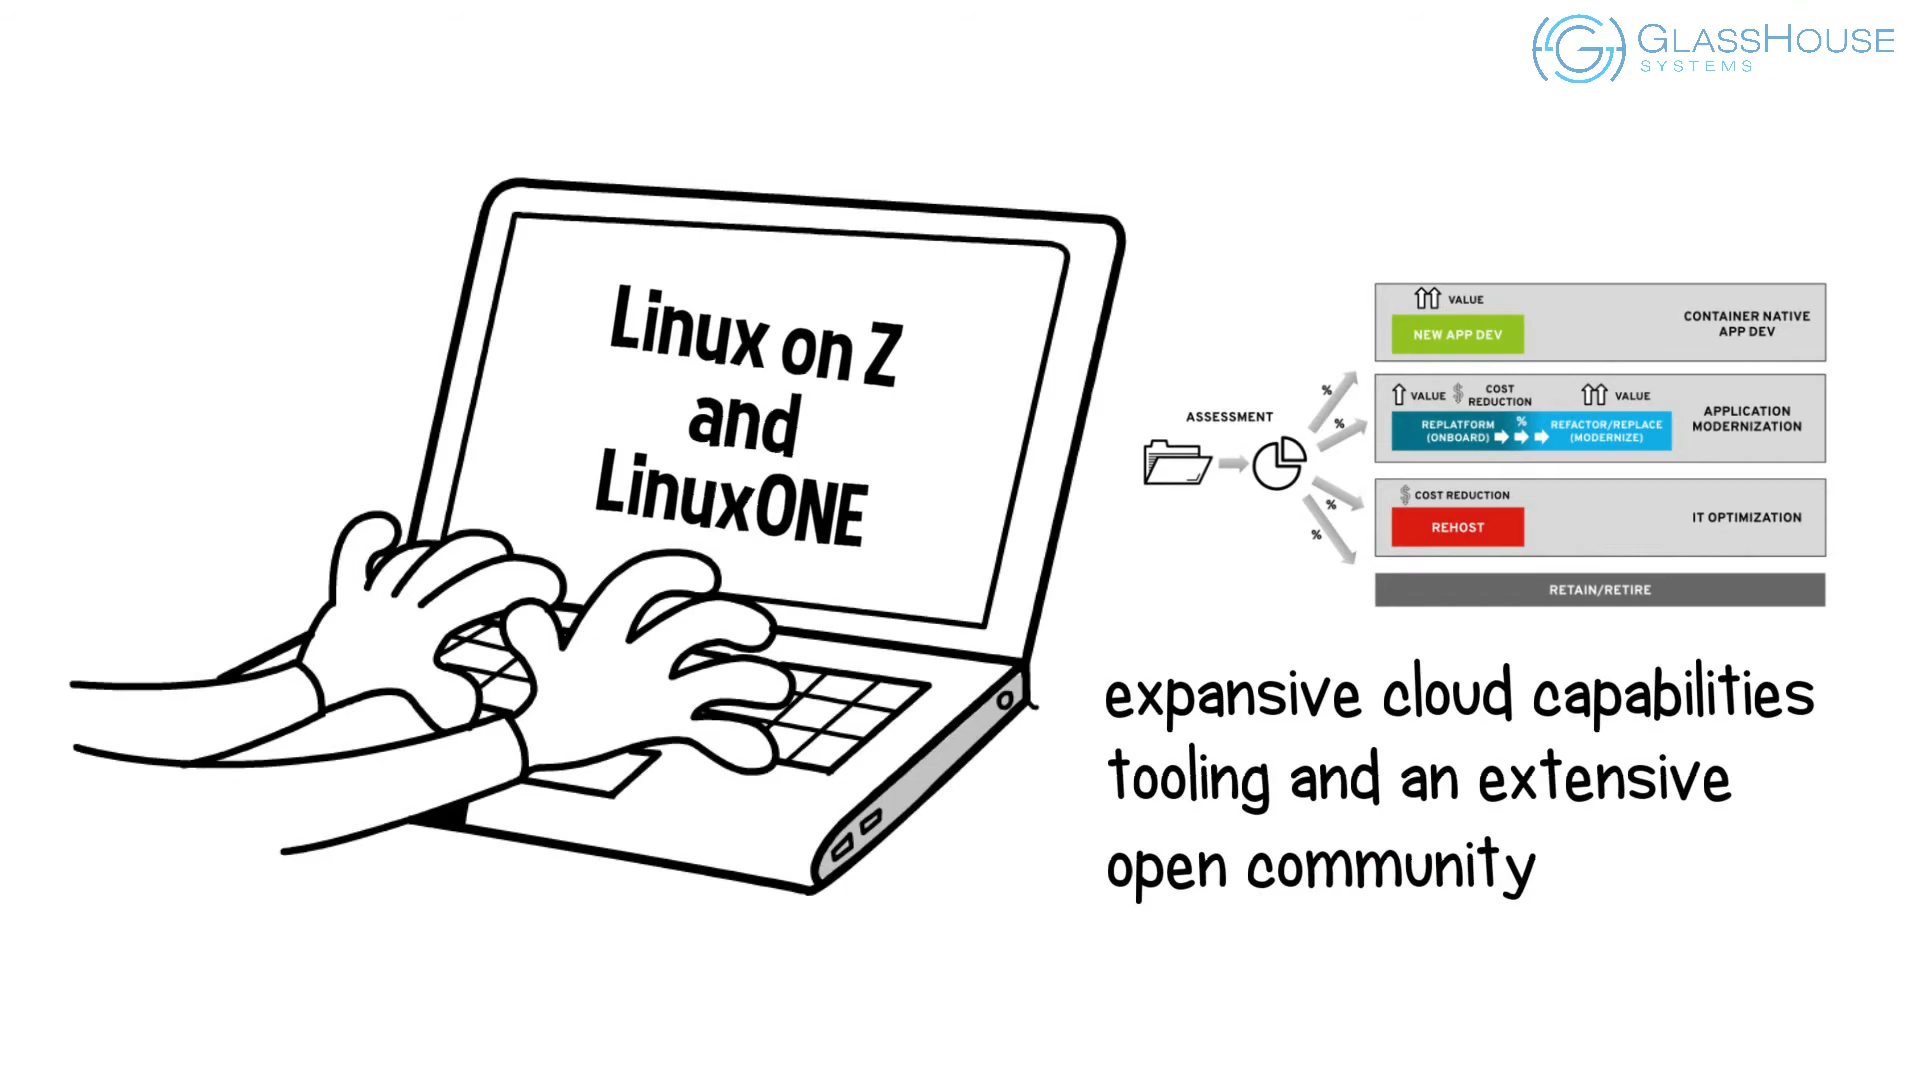 GLASSHOUSE
SYSTEMS
Linux on Z
and
LinuxONE
VALUE
NEW APP DEV
CONTAINER NATIVE
APP DEV
VALUE
COST
REDUCTION
VALUE
REPLATFORM
(ONBOARD)
%
REFACTOR/REPLACE
(MODERNIZE)
APPLICATION
MODERNIZATION
ASSESSMENT
%
%
%
%
COST REDUCTION
REHOST
IT OPTIMIZATION
RETAIN/RETIRE
expansive cloud capabilities
tooling and an extensive
open community